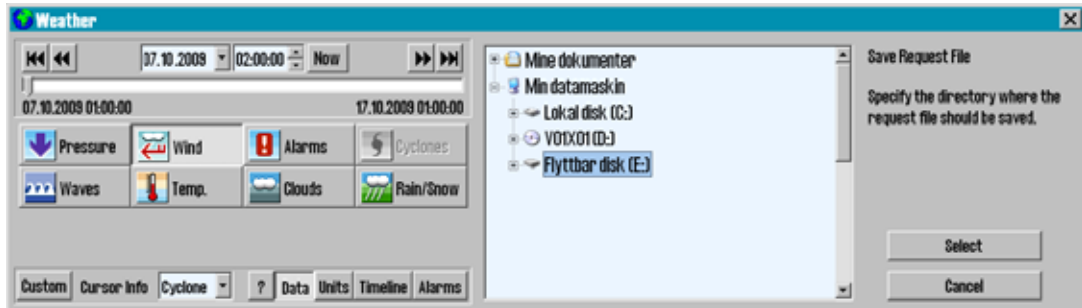 Weather
07.10.2009 02:00:00 Now
07.10.2009 01:00:00 17.10.2009 01:00:00
Pressure Wind Alarms Cyclones
Waves Temp. Clouds Rain/Snow
Custom Cursor Info Cyclone ? Data Units Timeline Alarms
Mine dokumenter
Min datamaskin
Lokal disk (C:)
V01X01 (D:)
Flyttbar disk (E:)
Save Request File
Specify the directory where the
request file should be saved.
Select
Cancel